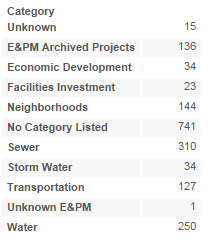 Category
Unknown 15
E&PM Archived Projects 136
Economic Development 34
Facilities Investment 23
Neighborhoods 144
No Category Listed 741
Sewer 310
Storm Water 34
Transportation 127
Unknown E&PM 1
Water 250